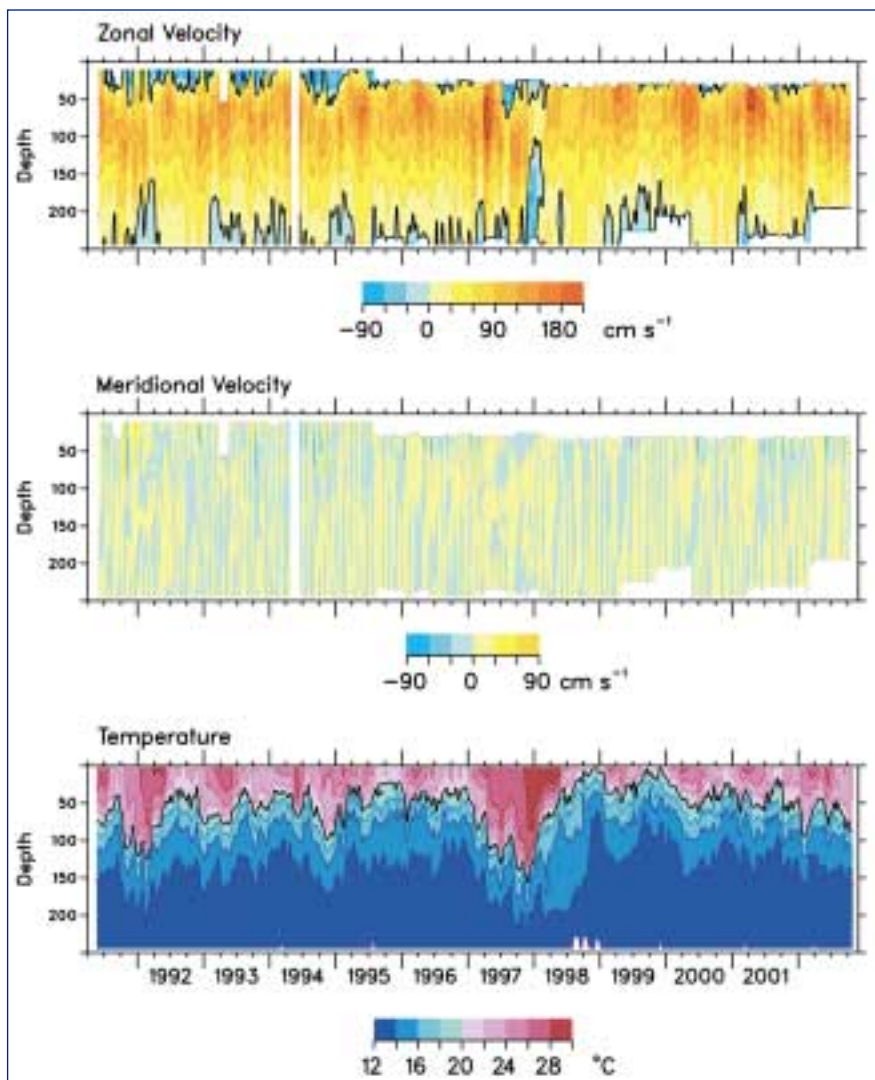 Zonal Velocity
Depth
50
100
150
200
−90 0 90 180 cm s⁻¹
Meridional Velocity
Depth
50
100
150
200
−90 0 90 cm s⁻¹
Temperature
Depth
50
100
150
200
1992 1993 1994 1995 1996 1997 1998 1999 2000 2001
12 16 20 24 28 °C